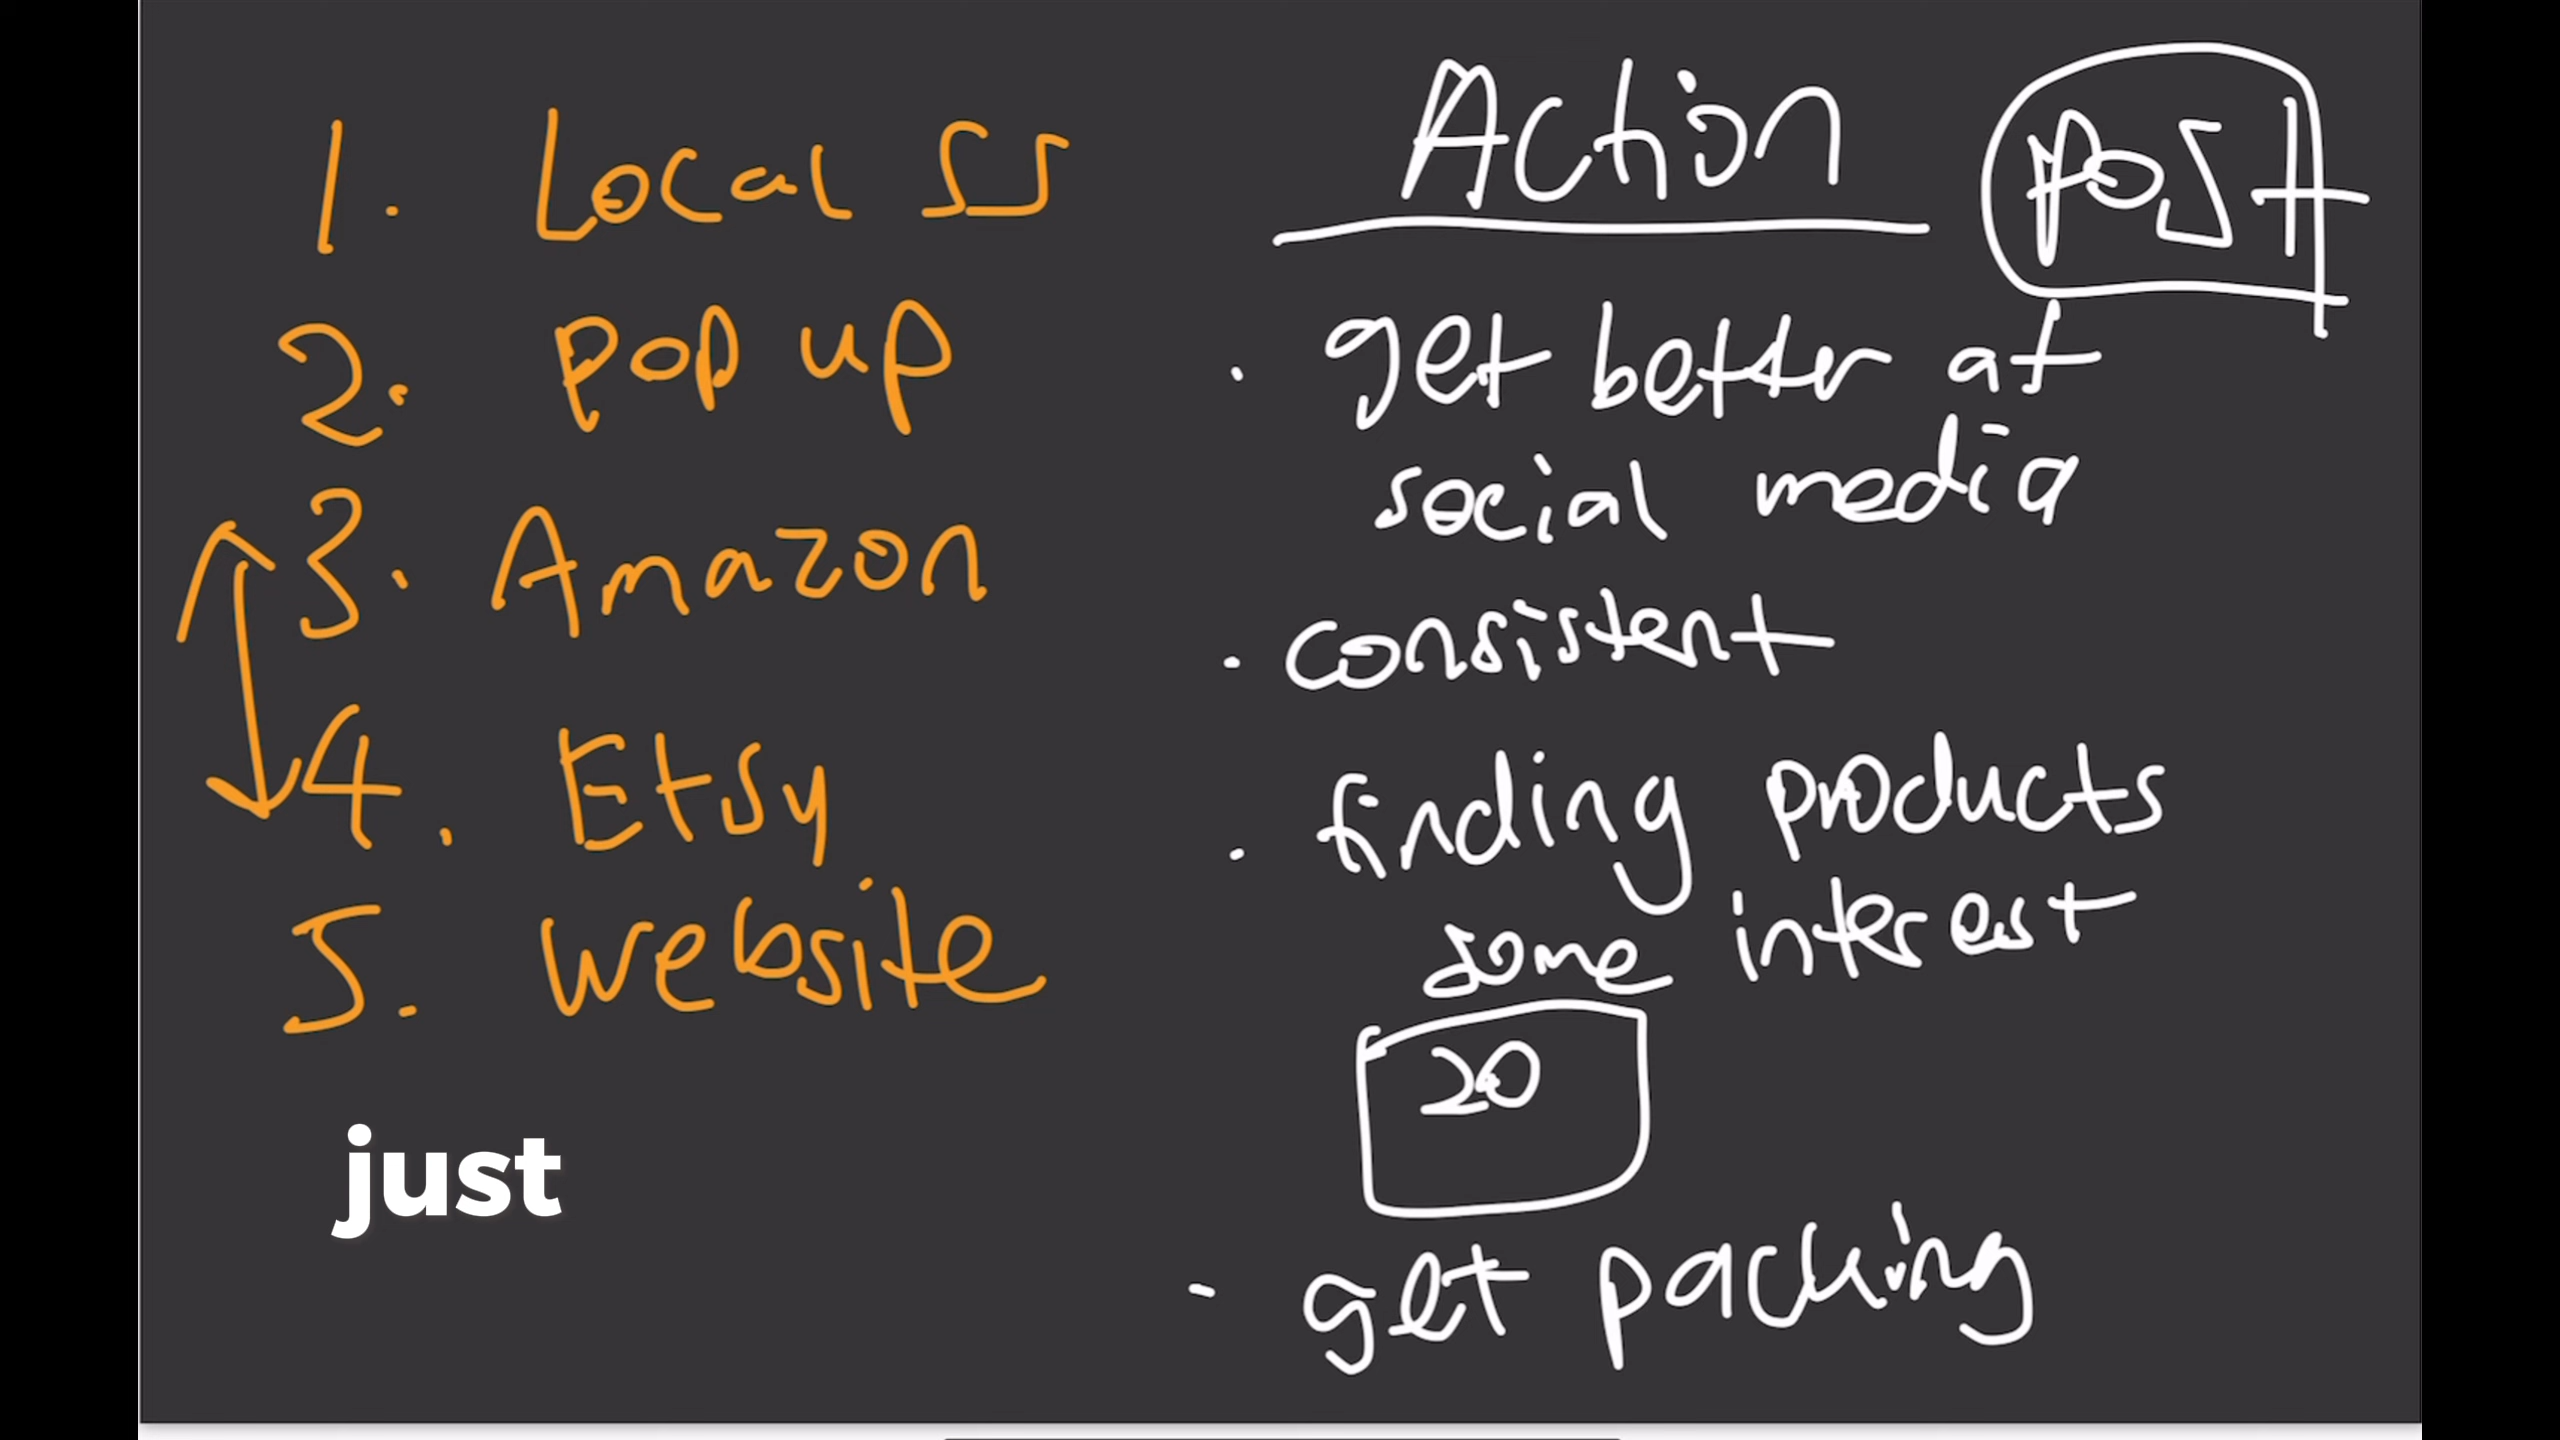 1. Local SS
2. pop up
3. Amazon
4. Etsy
5. website
just
Action
post
· get better at
social media
· consistent
· finding products
some interest
20
- get packing